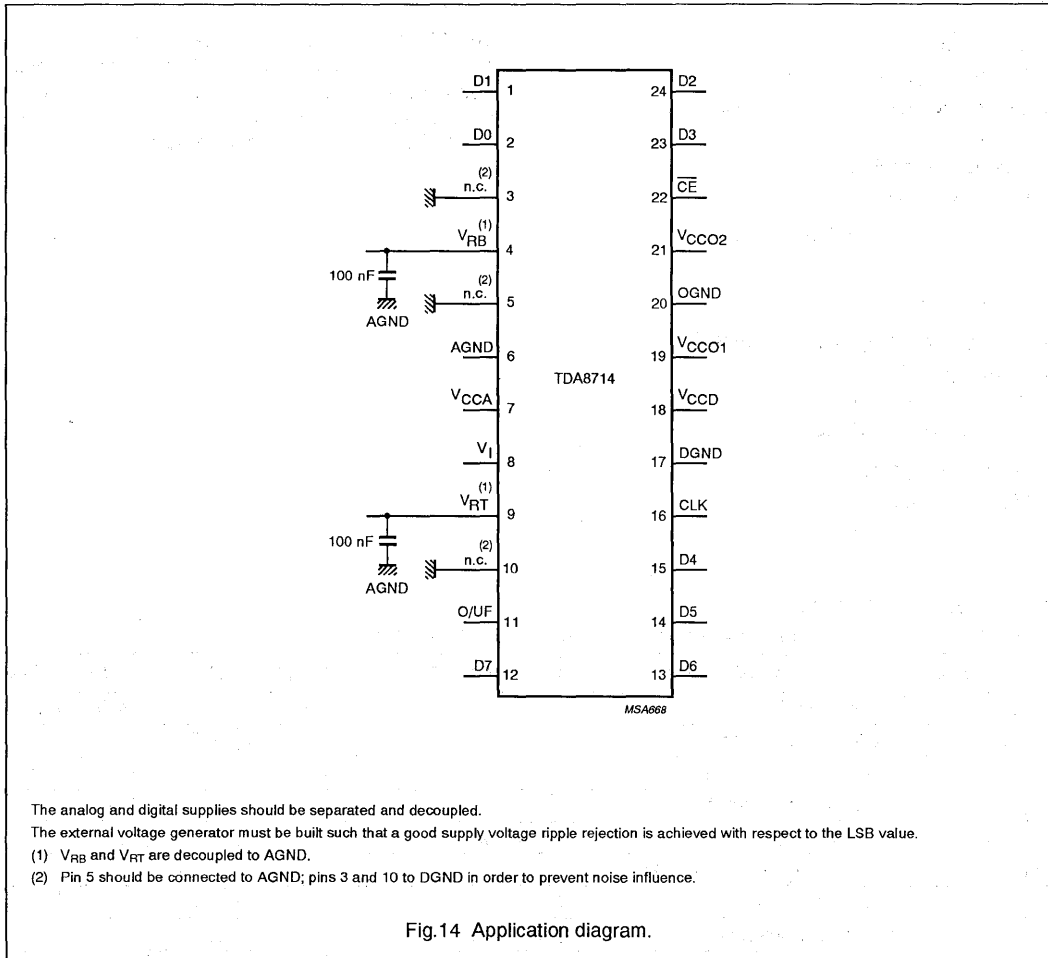 D1 1 24 D2
D0 2 23 D3
(2)
n.c. 3 22 CE
(1)
VRB 4 21 VCCO2
100 nF
AGND
(2)
n.c. 5 20 OGND
AGND 6 19 VCCO1
TDA8714
VCCA 7 18 VCCD
VI 8 17 DGND
(1)
VRT 9 16 CLK
100 nF
AGND
(2)
n.c. 10 15 D4
O/UF 11 14 D5
D7 12 13 D6
MSA668
The analog and digital supplies should be separated and decoupled.
The external voltage generator must be built such that a good supply voltage ripple rejection is achieved with respect to the LSB value.
(1) VRB and VRT are decoupled to AGND.
(2) Pin 5 should be connected to AGND; pins 3 and 10 to DGND in order to prevent noise influence.
Fig.14 Application diagram.